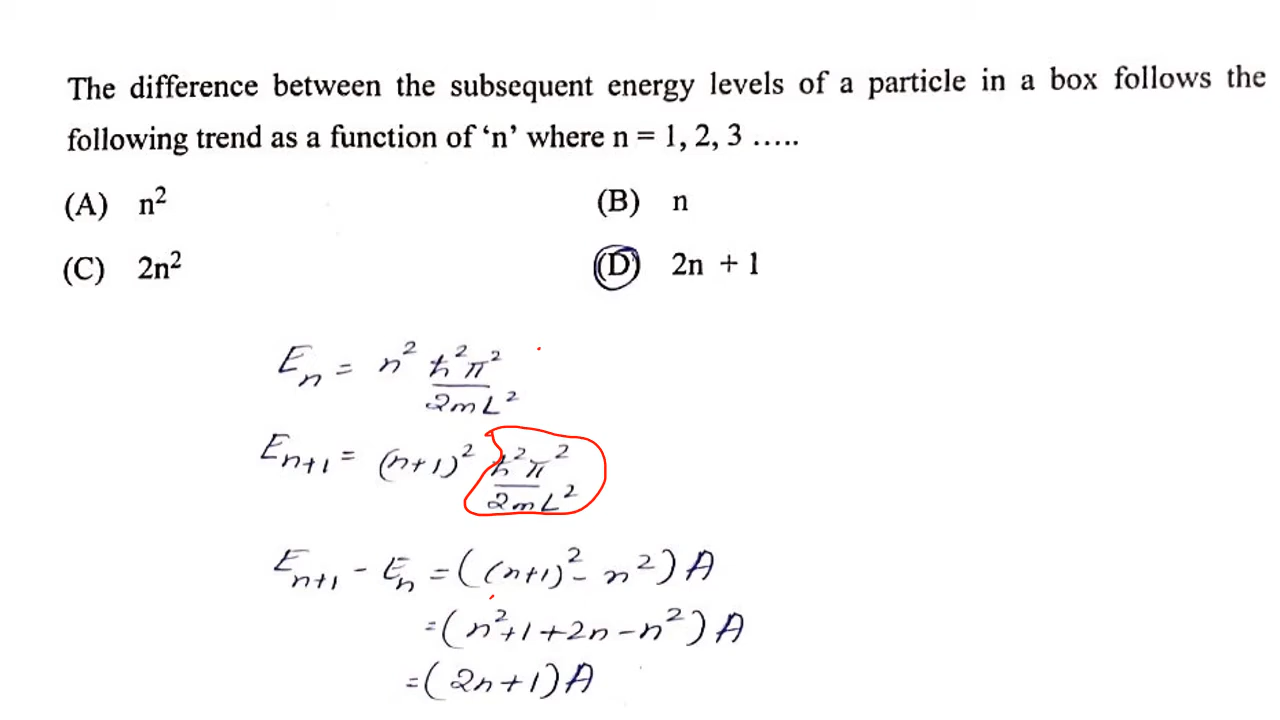 The difference between the subsequent energy levels of a particle in a box follows the
following trend as a function of ‘n’ where n = 1, 2, 3 …..
(A) n² (B) n
(C) 2n² (D) 2n + 1
Eₙ = n² ħ²π² / 2mL²
Eₙ₊₁ = (n+1)² ħ²π² / 2mL²
Eₙ₊₁ - Eₙ = ((n+1)² - n²) A
= (n² + 1 + 2n - n²) A
= (2n + 1) A